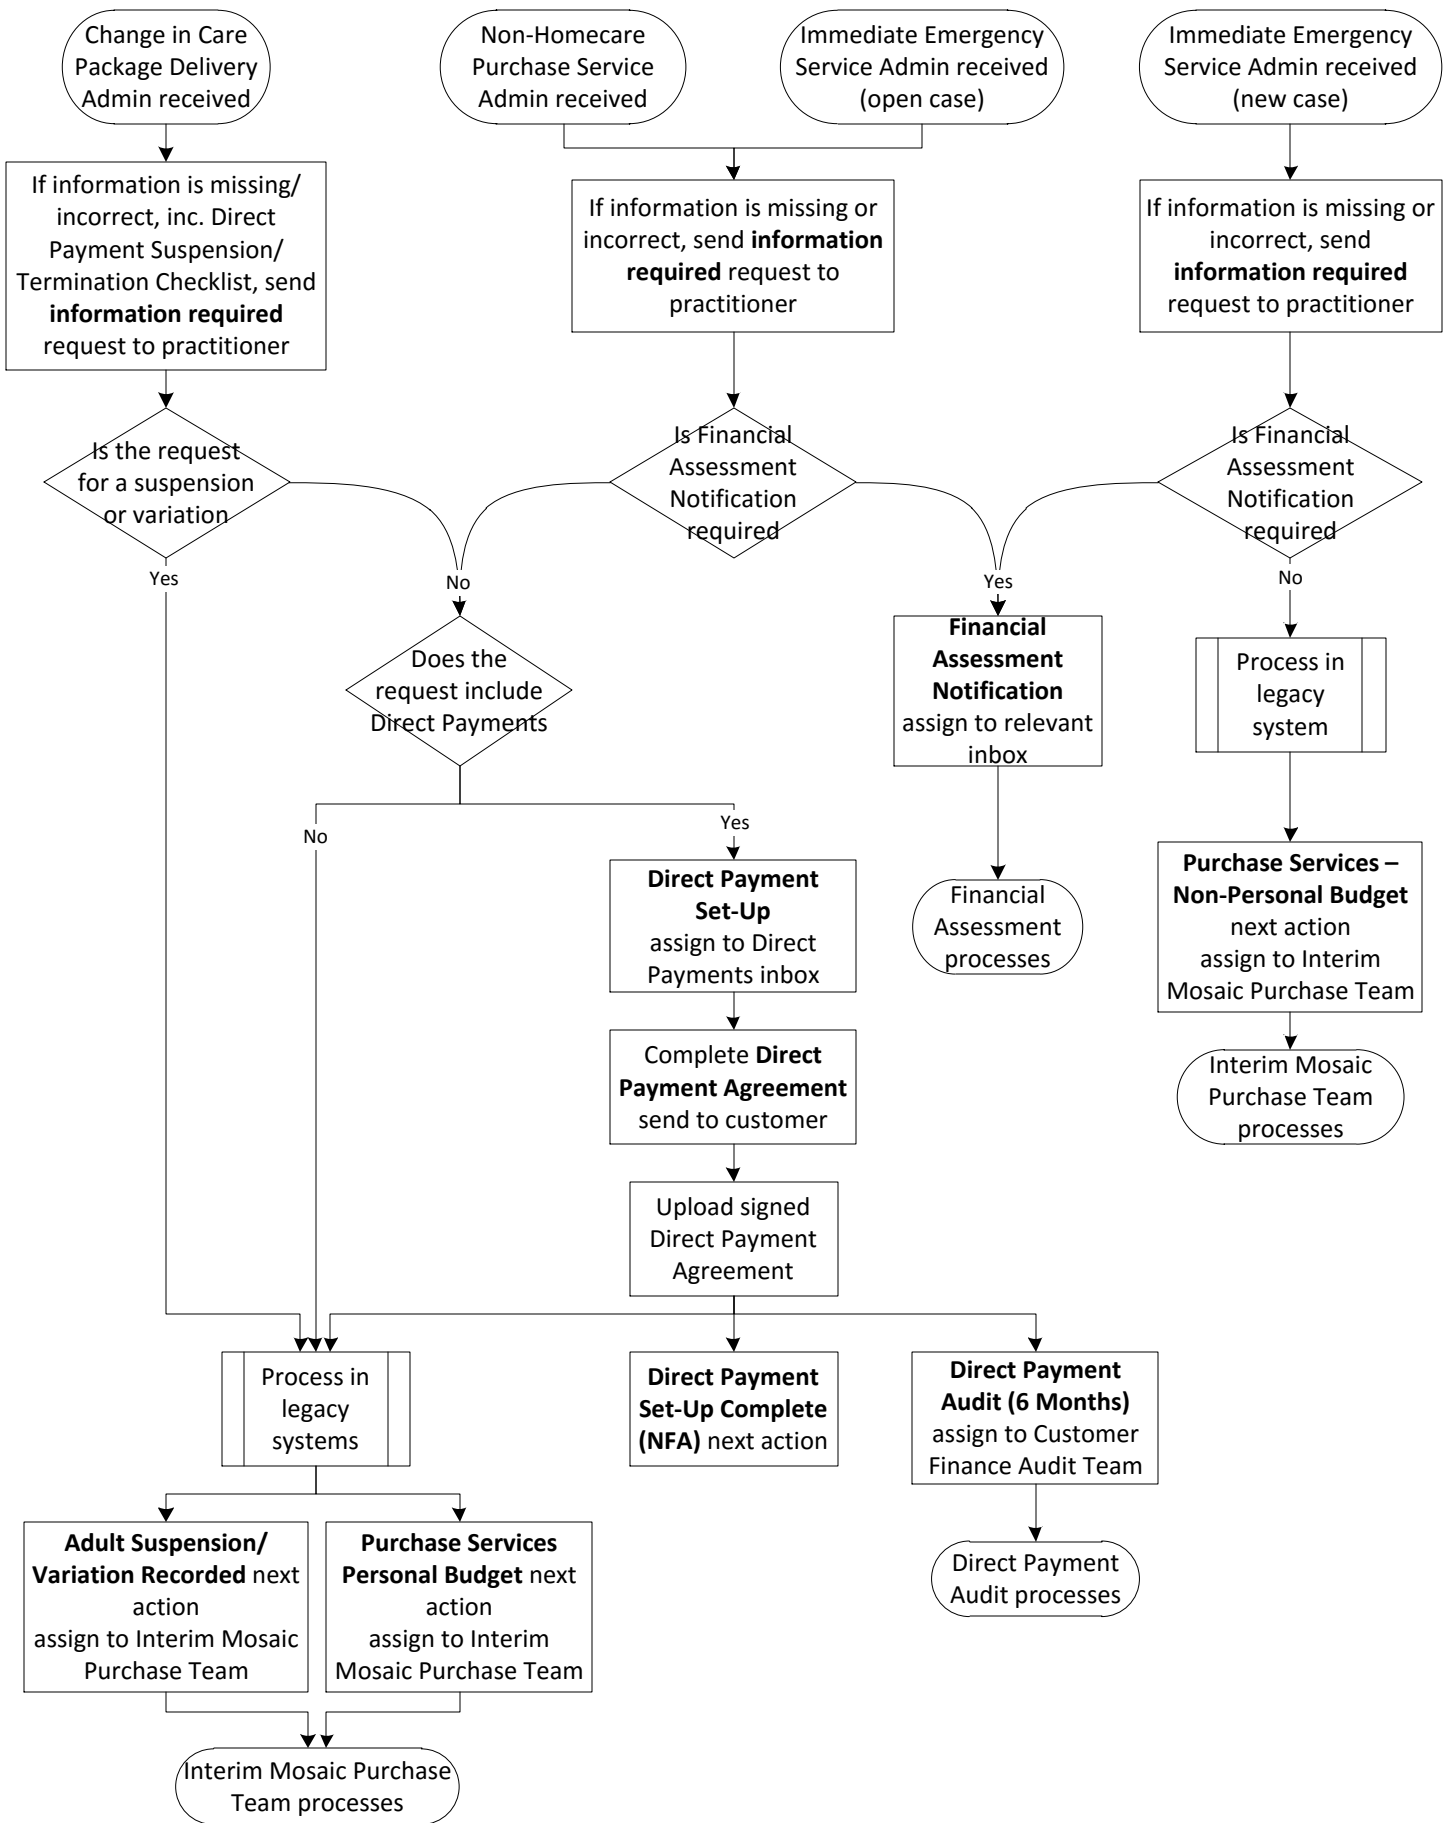 Change in Care
Package Delivery
Admin received
Non-Homecare
Purchase Service
Admin received
Immediate Emergency
Service Admin received
(open case)
Immediate Emergency
Service Admin received
(new case)
If information is missing/
incorrect, inc. Direct
Payment Suspension/
Termination Checklist, send
information required
request to practitioner
If information is missing or
incorrect, send information
required request to
practitioner
If information is missing or
incorrect, send
information required
request to practitioner
Is the request
for a suspension
or variation
Is Financial
Assessment
Notification
required
Is Financial
Assessment
Notification
required
Yes
No
Yes
No
Does the
request include
Direct Payments
Financial
Assessment
Notification
assign to relevant
inbox
Process in
legacy
system
No
Yes
Direct Payment
Set-Up
assign to Direct
Payments inbox
Financial
Assessment
processes
Purchase Services –
Non-Personal Budget
next action
assign to Interim
Mosaic Purchase Team
Complete Direct
Payment Agreement
send to customer
Interim Mosaic
Purchase Team
processes
Upload signed
Direct Payment
Agreement
Process in
legacy
systems
Direct Payment
Set-Up Complete
(NFA) next action
Direct Payment
Audit (6 Months)
assign to Customer
Finance Audit Team
Adult Suspension/
Variation Recorded next
action
assign to Interim Mosaic
Purchase Team
Purchase Services
Personal Budget next
action
assign to Interim
Mosaic Purchase Team
Direct Payment
Audit processes
Interim Mosaic Purchase
Team processes